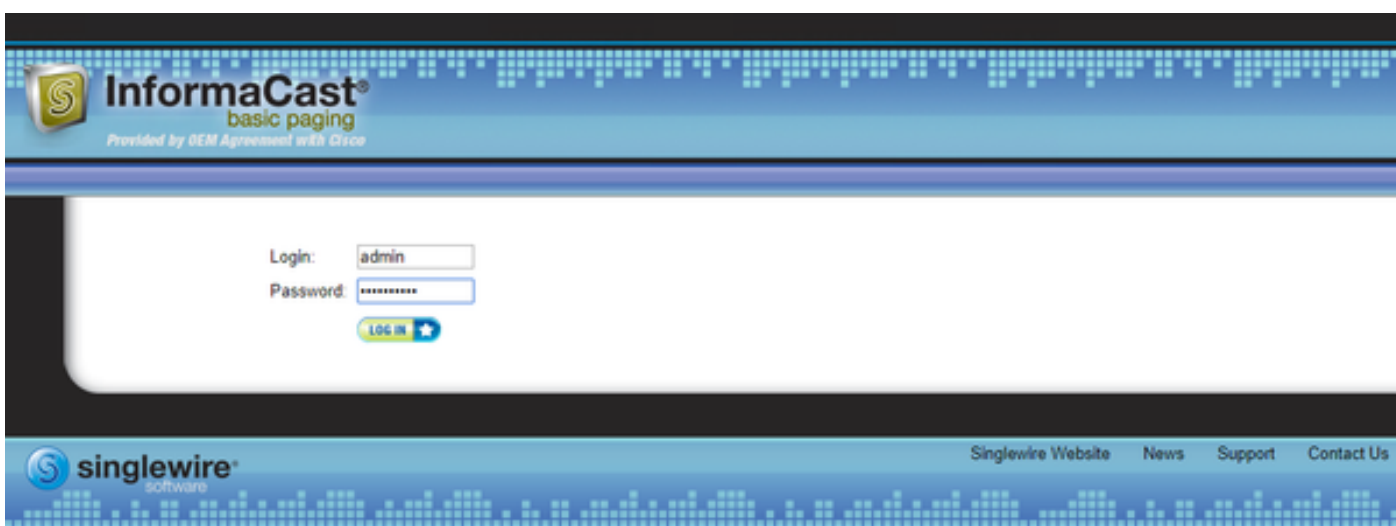 InformaCast®
basic paging
Provided by OEM Agreement with Cisco
Login: admin
Password: ••••••••••
LOG IN
singlewire
software
Singlewire Website News Support Contact Us